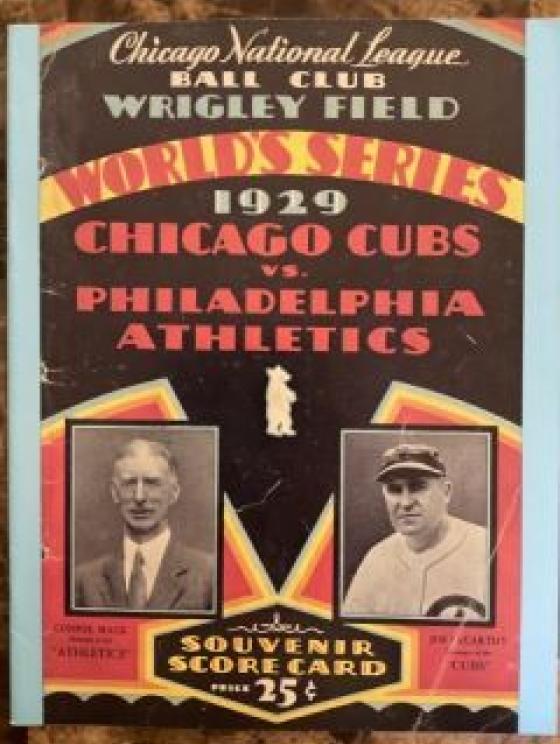 Chicago National League
BALL CLUB
WRIGLEY FIELD
WORLD'S SERIES
1929
CHICAGO CUBS
VS.
PHILADELPHIA
ATHLETICS
CONNIE MACK
"ATHLETICS"
JOE McCARTHY
"CUBS"
SOUVENIR
SCORE CARD
PRICE 25¢